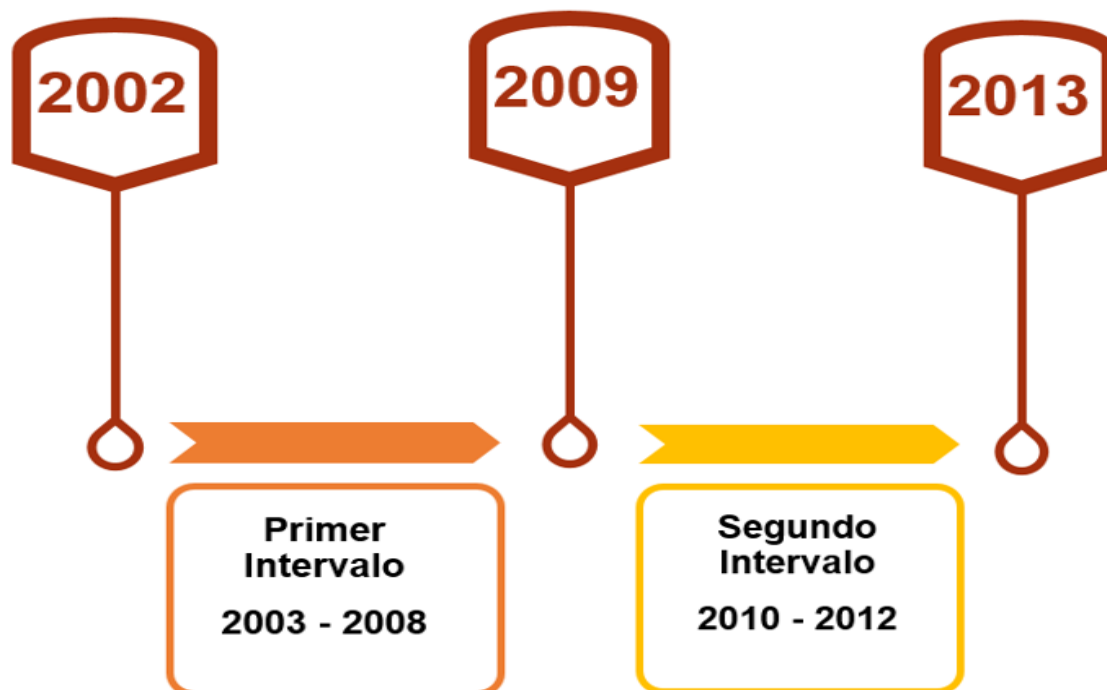 2002
2009
2013
Primer
Intervalo
2003 - 2008
Segundo
Intervalo
2010 - 2012